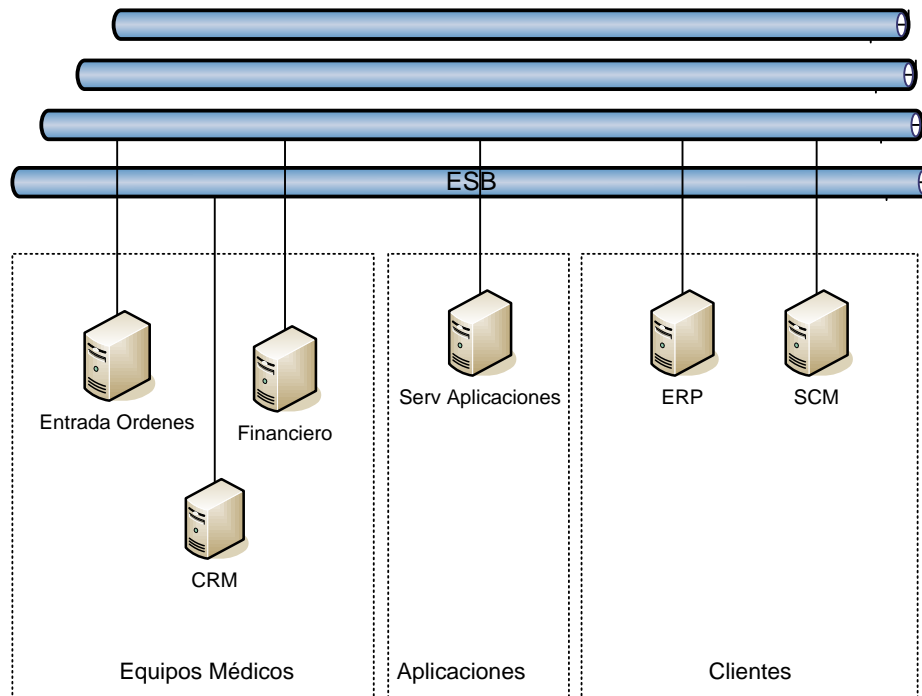 ESB
Entrada Ordenes
Financiero
CRM
Serv Aplicaciones
ERP
SCM
Equipos Médicos
Aplicaciones
Clientes